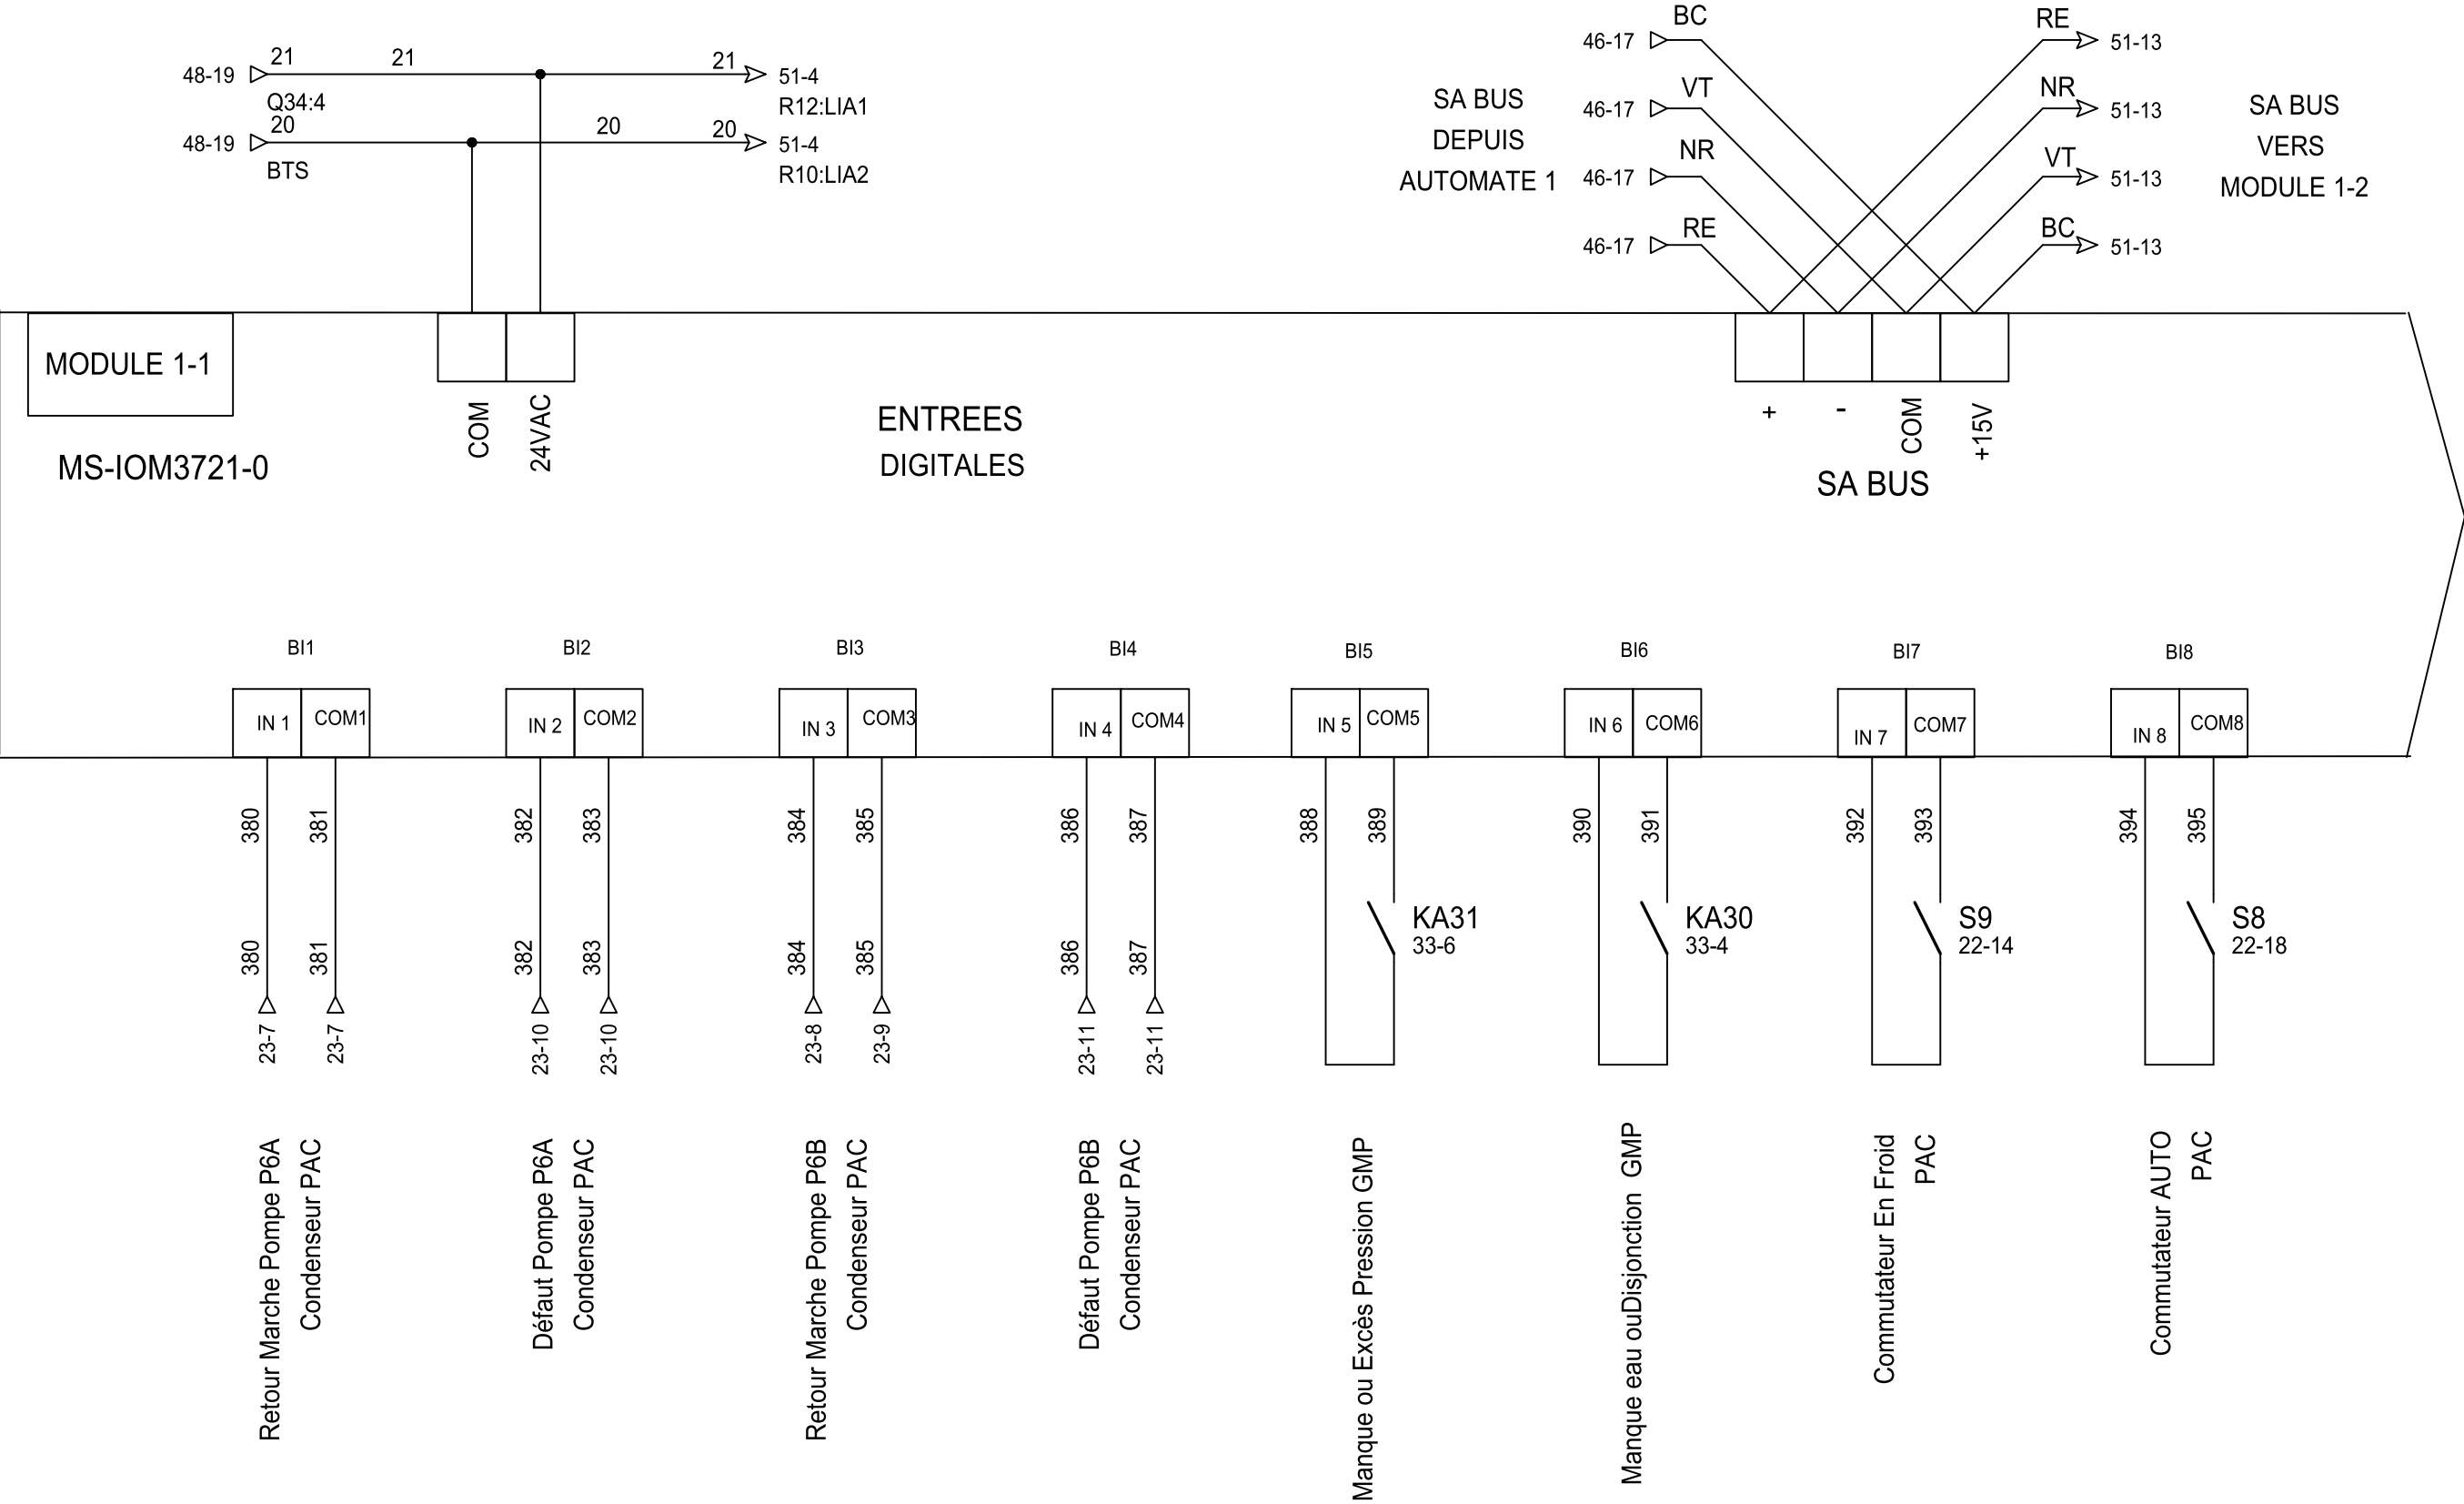 48-19 21 21 21 51-4
Q34:4 R12:LIA1
48-19 20 20 20 51-4
BTS R10:LIA2
SA BUS
DEPUIS
AUTOMATE 1
46-17 BC
46-17 VT
46-17 NR
46-17 RE
RE 51-13
NR 51-13
VT 51-13
BC 51-13
SA BUS
VERS
MODULE 1-2
MODULE 1-1
MS-IOM3721-0
COM
24VAC
ENTREES
DIGITALES
+
-
COM
+15V
SA BUS
BI1
BI2
BI3
BI4
BI5
BI6
BI7
BI8
IN 1 COM1
IN 2 COM2
IN 3 COM3
IN 4 COM4
IN 5 COM5
IN 6 COM6
IN 7 COM7
IN 8 COM8
380
381
382
383
384
385
386
387
388
389
390
391
392
393
394
395
380
381
382
383
384
385
386
387
KA31
33-6
KA30
33-4
S9
22-14
S8
22-18
23-7
23-7
23-10
23-10
23-8
23-9
23-11
23-11
Retour Marche Pompe P6A
Condenseur PAC
Défaut Pompe P6A
Condenseur PAC
Retour Marche Pompe P6B
Condenseur PAC
Défaut Pompe P6B
Condenseur PAC
Manque ou Excès Pression GMP
Manque eau ouDisjonction GMP
Commutateur En Froid
PAC
Commutateur AUTO
PAC